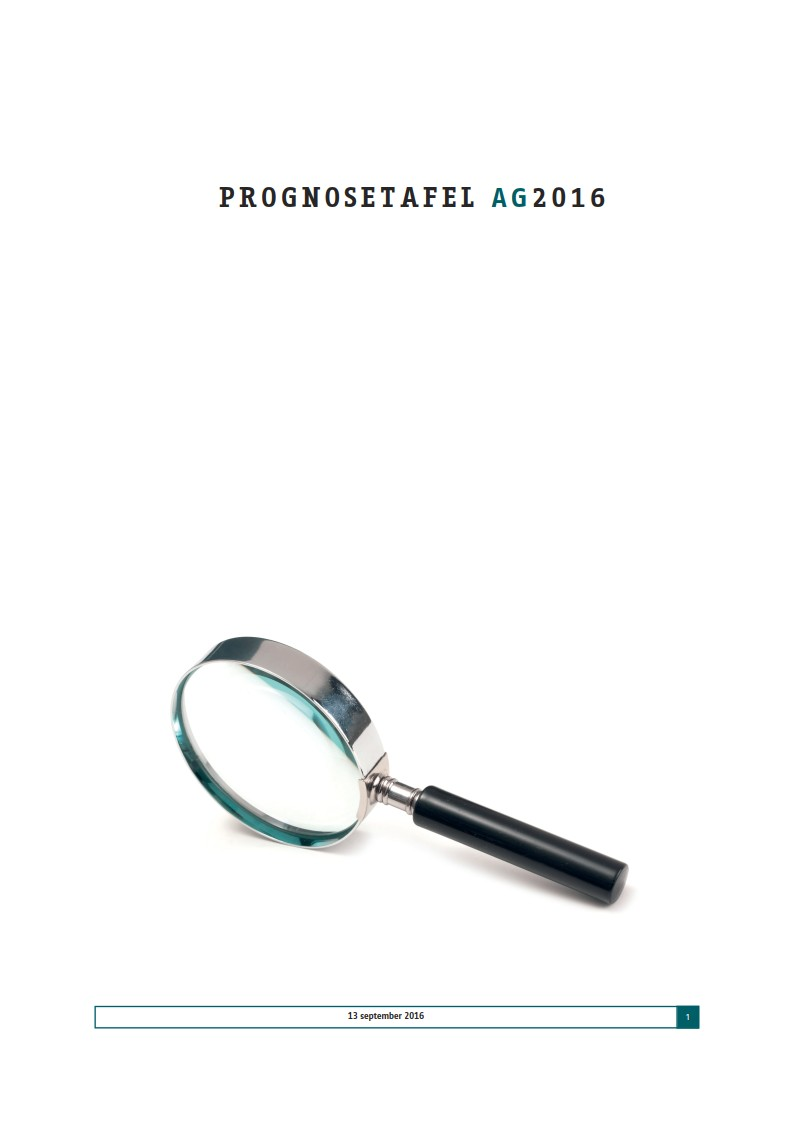 PROGNOSETAFEL AG2016
13 september 2016
1